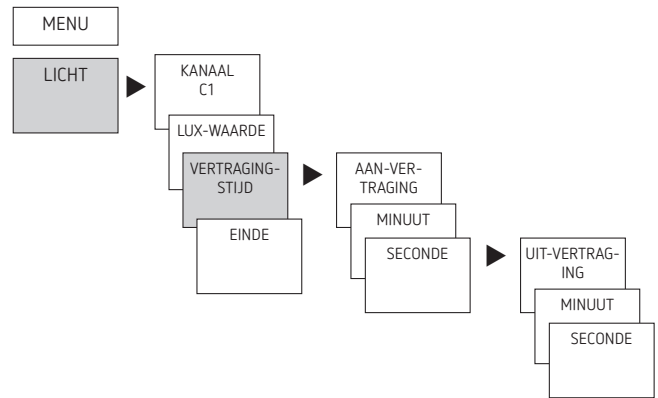 MENU
LICHT
KANAAL
C1
LUX-WAARDE
VERTRAGING-
STIJD
EINDE
AAN-VER-
TRAGING
MINUUT
SECONDE
UIT-VERTRAG-
ING
MINUUT
SECONDE